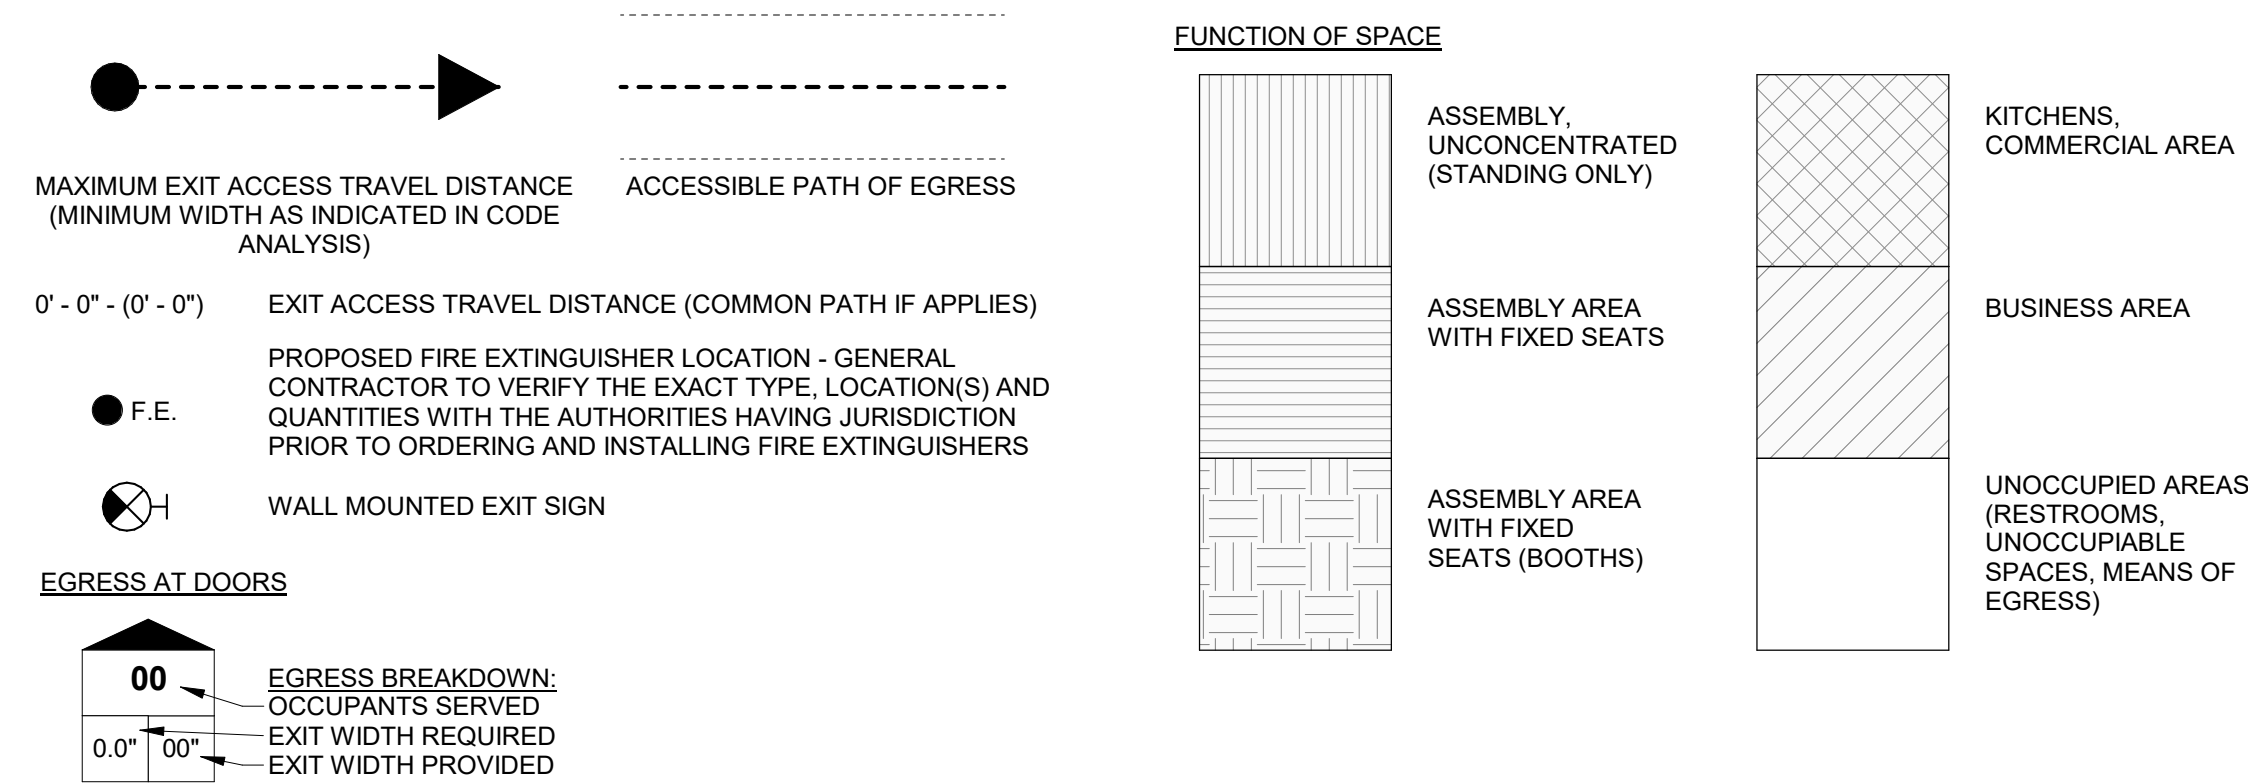 MAXIMUM EXIT ACCESS TRAVEL DISTANCE
(MINIMUM WIDTH AS INDICATED IN CODE
ANALYSIS)
ACCESSIBLE PATH OF EGRESS
0' - 0" - (0' - 0")
EXIT ACCESS TRAVEL DISTANCE (COMMON PATH IF APPLIES)
F.E.
PROPOSED FIRE EXTINGUISHER LOCATION - GENERAL
CONTRACTOR TO VERIFY THE EXACT TYPE, LOCATION(S) AND
QUANTITIES WITH THE AUTHORITIES HAVING JURISDICTION
PRIOR TO ORDERING AND INSTALLING FIRE EXTINGUISHERS
WALL MOUNTED EXIT SIGN
EGRESS AT DOORS
00
0.0"
00"
EGRESS BREAKDOWN:
OCCUPANTS SERVED
EXIT WIDTH REQUIRED
EXIT WIDTH PROVIDED
FUNCTION OF SPACE
ASSEMBLY,
UNCONCENTRATED
(STANDING ONLY)
ASSEMBLY AREA
WITH FIXED SEATS
ASSEMBLY AREA
WITH FIXED
SEATS (BOOTHS)
KITCHENS,
COMMERCIAL AREA
BUSINESS AREA
UNOCCUPIED AREAS
(RESTROOMS,
UNOCCUPIABLE
SPACES, MEANS OF
EGRESS)